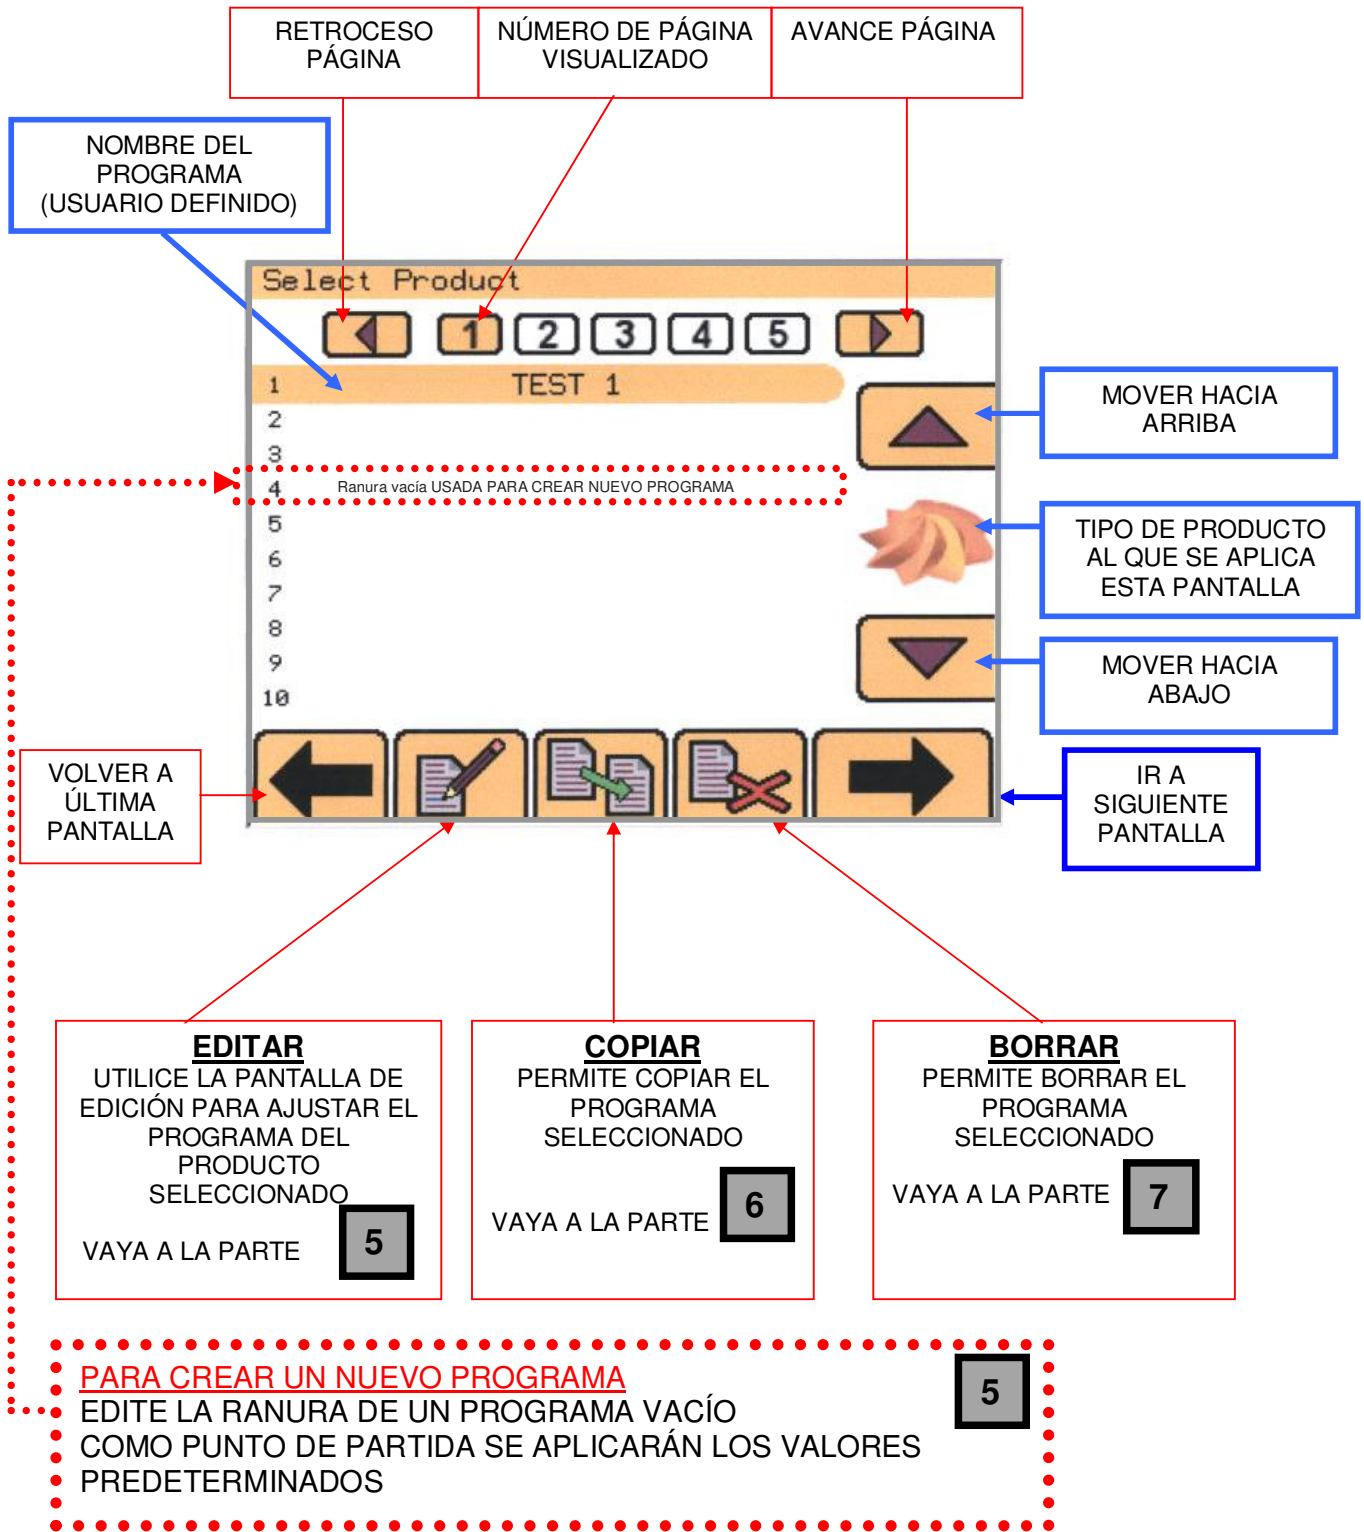 RETROCESO
PÁGINA
NÚMERO DE PÁGINA
VISUALIZADO
AVANCE PÁGINA
NOMBRE DEL
PROGRAMA
(USUARIO DEFINIDO)
Select Product
1 2 3 4 5
1 TEST 1
2
3
4 Ranura vacía USADA PARA CREAR NUEVO PROGRAMA
5
6
7
8
9
10
MOVER HACIA
ARRIBA
TIPO DE PRODUCTO
AL QUE SE APLICA
ESTA PANTALLA
MOVER HACIA
ABAJO
VOLVER A
ÚLTIMA
PANTALLA
IR A
SIGUIENTE
PANTALLA
EDITAR
UTILICE LA PANTALLA DE
EDICIÓN PARA AJUSTAR EL
PROGRAMA DEL
PRODUCTO
SELECCIONADO
VAYA A LA PARTE 5
COPIAR
PERMITE COPIAR EL
PROGRAMA
SELECCIONADO
VAYA A LA PARTE 6
BORRAR
PERMITE BORRAR EL
PROGRAMA
SELECCIONADO
VAYA A LA PARTE 7
PARA CREAR UN NUEVO PROGRAMA 5
EDITE LA RANURA DE UN PROGRAMA VACÍO
COMO PUNTO DE PARTIDA SE APLICARÁN LOS VALORES
PREDETERMINADOS